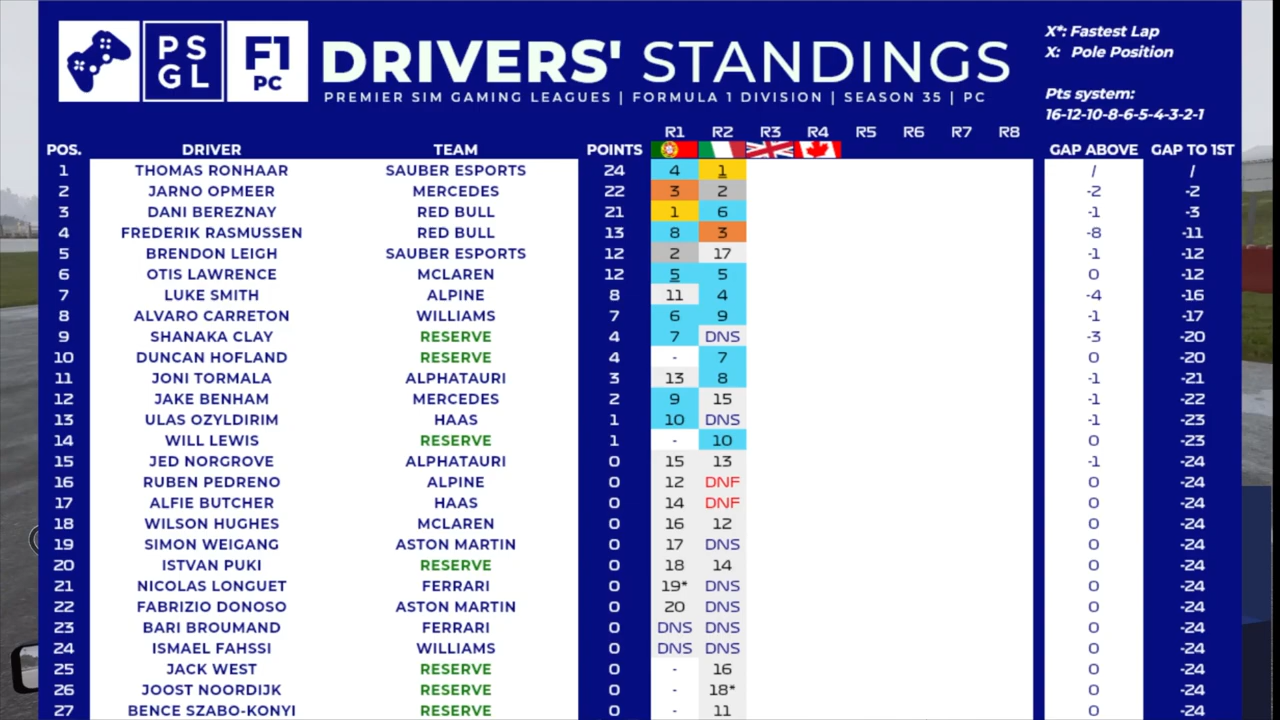 PS
GL
F1
PC
DRIVERS' STANDINGS
PREMIER SIM GAMING LEAGUES | FORMULA 1 DIVISION | SEASON 35 | PC
X*: Fastest Lap
X: Pole Position
Pts system:
16-12-10-8-6-5-4-3-2-1
R1 R2 R3 R4 R5 R6 R7 R8
POS. DRIVER TEAM POINTS GAP ABOVE GAP TO 1ST
1 THOMAS RONHAAR SAUBER ESPORTS 24 4 1 / /
2 JARNO OPMEER MERCEDES 22 3 2 -2 -2
3 DANI BEREZNAY RED BULL 21 1 6 -1 -3
4 FREDERIK RASMUSSEN RED BULL 13 8 3 -8 -11
5 BRENDON LEIGH SAUBER ESPORTS 12 2 17 -1 -12
6 OTIS LAWRENCE MCLAREN 12 5 5 0 -12
7 LUKE SMITH ALPINE 8 11 4 -4 -16
8 ALVARO CARRETON WILLIAMS 7 6 9 -1 -17
9 SHANAKA CLAY RESERVE 4 7 DNS -3 -20
10 DUNCAN HOFLAND RESERVE 4 - 7 0 -20
11 JONI TORMALA ALPHATAURI 3 13 8 -1 -21
12 JAKE BENHAM MERCEDES 2 9 15 -1 -22
13 ULAS OZYLDIRIM HAAS 1 10 DNS -1 -23
14 WILL LEWIS RESERVE 1 - 10 0 -23
15 JED NORGROVE ALPHATAURI 0 15 13 -1 -24
16 RUBEN PEDRENO ALPINE 0 12 DNF 0 -24
17 ALFIE BUTCHER HAAS 0 14 DNF 0 -24
18 WILSON HUGHES MCLAREN 0 16 12 0 -24
19 SIMON WEIGANG ASTON MARTIN 0 17 DNS 0 -24
20 ISTVAN PUKI RESERVE 0 18 14 0 -24
21 NICOLAS LONGUET FERRARI 0 19* DNS 0 -24
22 FABRIZIO DONOSO ASTON MARTIN 0 20 DNS 0 -24
23 BARI BROUMAND FERRARI 0 DNS DNS 0 -24
24 ISMAEL FAHSSI WILLIAMS 0 DNS DNS 0 -24
25 JACK WEST RESERVE 0 - 16 0 -24
26 JOOST NOORDIJK RESERVE 0 - 18* 0 -24
27 BENCE SZABO-KONYI RESERVE 0 - 11 0 -24